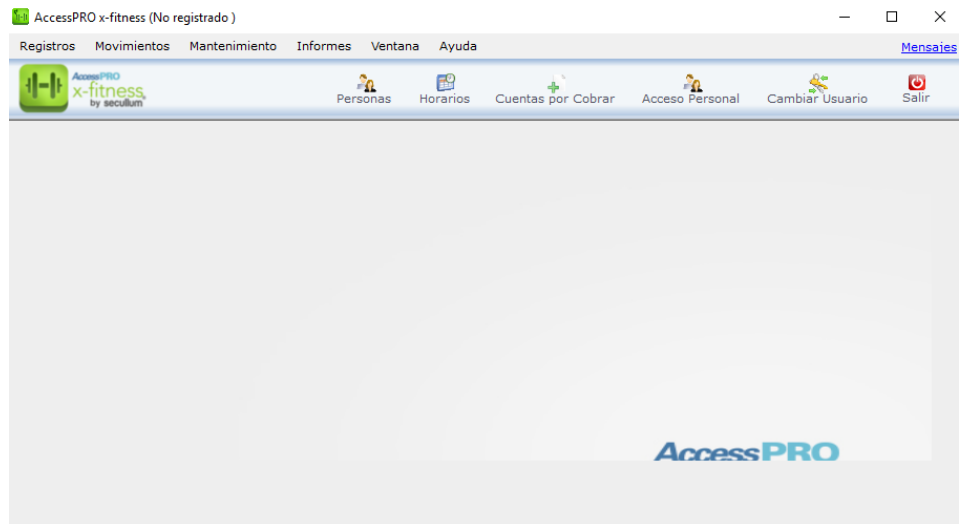 AccessPRO x-fitness (No registrado )
Registros Movimientos Mantenimiento Informes Ventana Ayuda Mensajes
AccessPRO
x-fitness
by secullum
Personas Horarios Cuentas por Cobrar Acceso Personal Cambiar Usuario Salir
AccessPRO